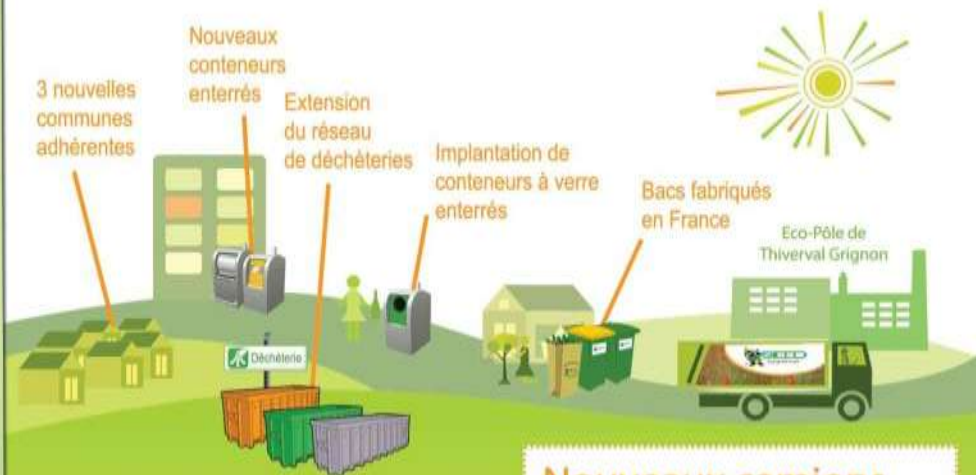 Nouveaux
conteneurs
enterrés
3 nouvelles
communes
adhérentes
Extension
du réseau
de déchèteries
Implantation de
conteneurs à verre
enterrés
Bacs fabriqués
en France
Eco-Pôle de
Thiverval Grignon
Déchèterie